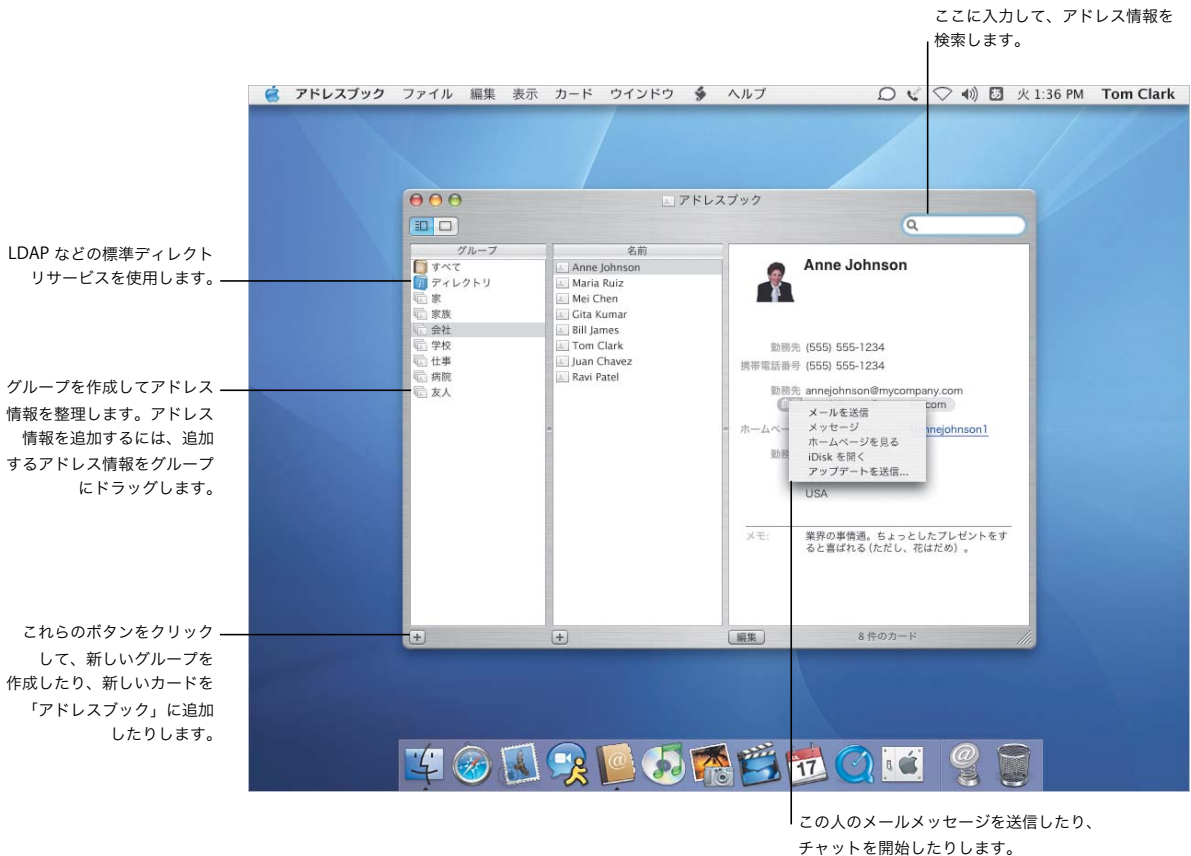 ここに入力して、アドレス情報を
検索します。
アドレスブック ファイル 編集 表示 カード ウインドウ ヘルプ あ 火 1:36 PM Tom Clark
アドレスブック
LDAP などの標準ディレクト
リサービスを使用します。
グループを作成してアドレス
情報を整理します。アドレス
情報を追加するには、追加
するアドレス情報をグループ
にドラッグします。
これらのボタンをクリック
して、新しいグループを
作成したり、新しいカードを
「アドレスブック」に追加
したりします。
グループ
すべて
ディレクトリ
家
家族
会社
学校
仕事
病院
友人
名前
Anne Johnson
Maria Ruiz
Mei Chen
Gita Kumar
Bill James
Tom Clark
Juan Chavez
Ravi Patel
Anne Johnson
勤務先 (555) 555-1234
携帯電話番号 (555) 555-1234
勤務先 annejohnson@mycompany.com
com
ホームペー nnejohnson1
勤務
メールを送信
メッセージ
ホームページを見る
iDisk を開く
アップデートを送信...
USA
メモ: 業界の事情通。ちょっとしたプレゼントをす
ると喜ばれる (ただし、花はだめ) 。
編集 8 件のカード
17
この人のメールメッセージを送信したり、
チャットを開始したりします。